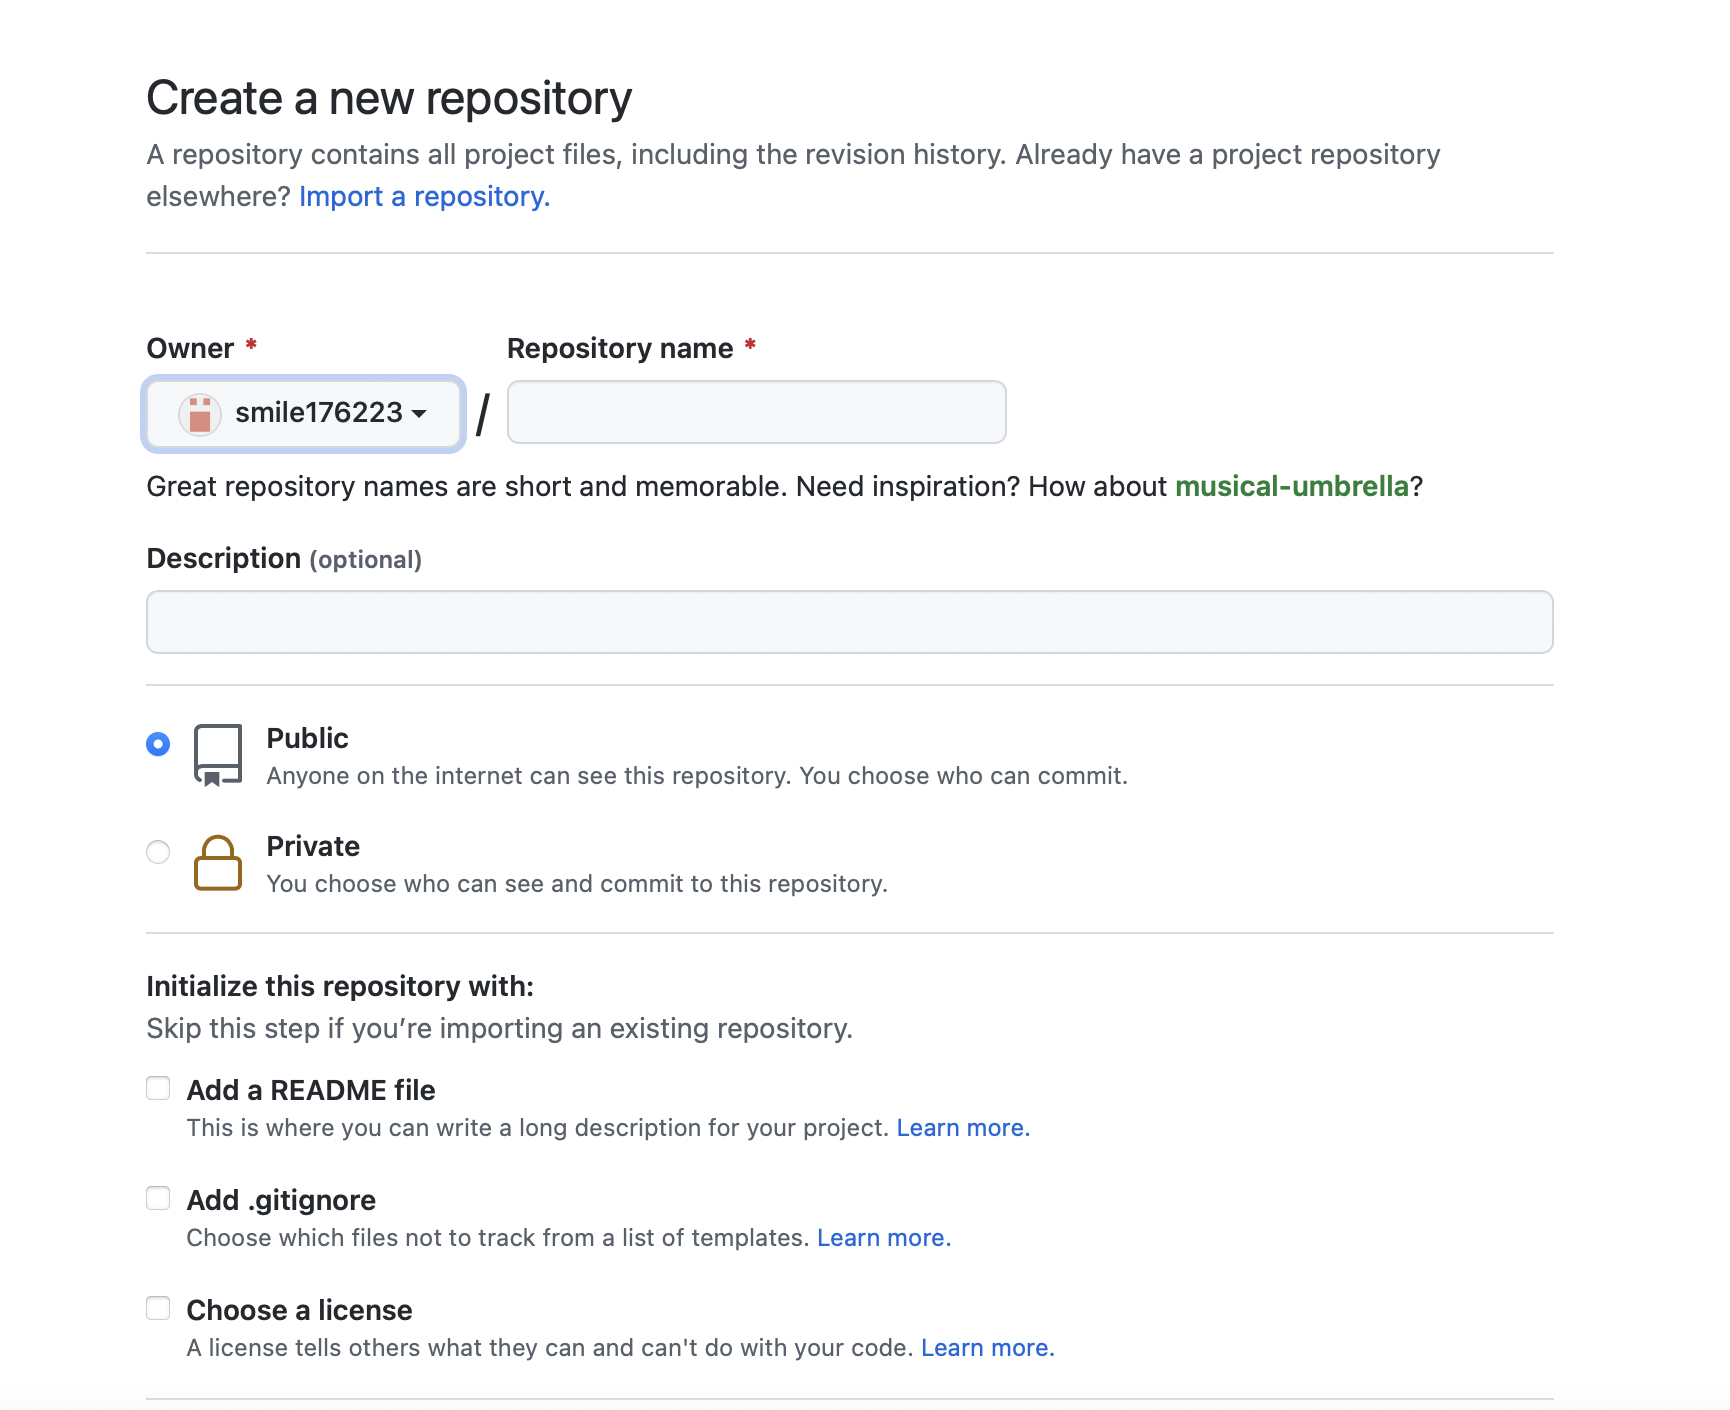 Create a new repository
A repository contains all project files, including the revision history. Already have a project repository
elsewhere? Import a repository.
Owner *
Repository name *
smile176223
/
Great repository names are short and memorable. Need inspiration? How about musical-umbrella?
Description (optional)
Public
Anyone on the internet can see this repository. You choose who can commit.
Private
You choose who can see and commit to this repository.
Initialize this repository with:
Skip this step if you’re importing an existing repository.
Add a README file
This is where you can write a long description for your project. Learn more.
Add .gitignore
Choose which files not to track from a list of templates. Learn more.
Choose a license
A license tells others what they can and can't do with your code. Learn more.